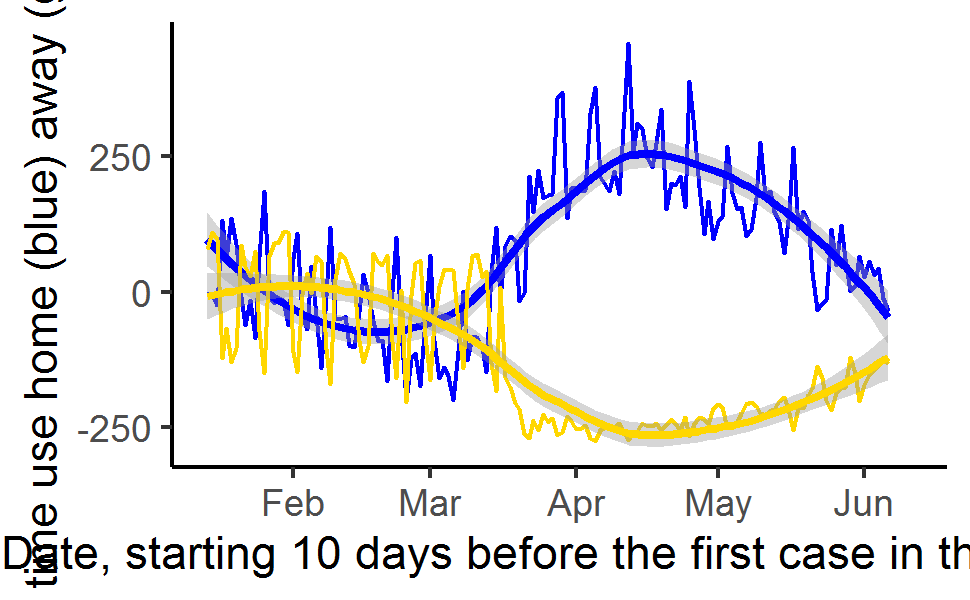 time use home (blue) away (
250
0
-250
Feb Mar Apr May Jun
Date, starting 10 days before the first case in th